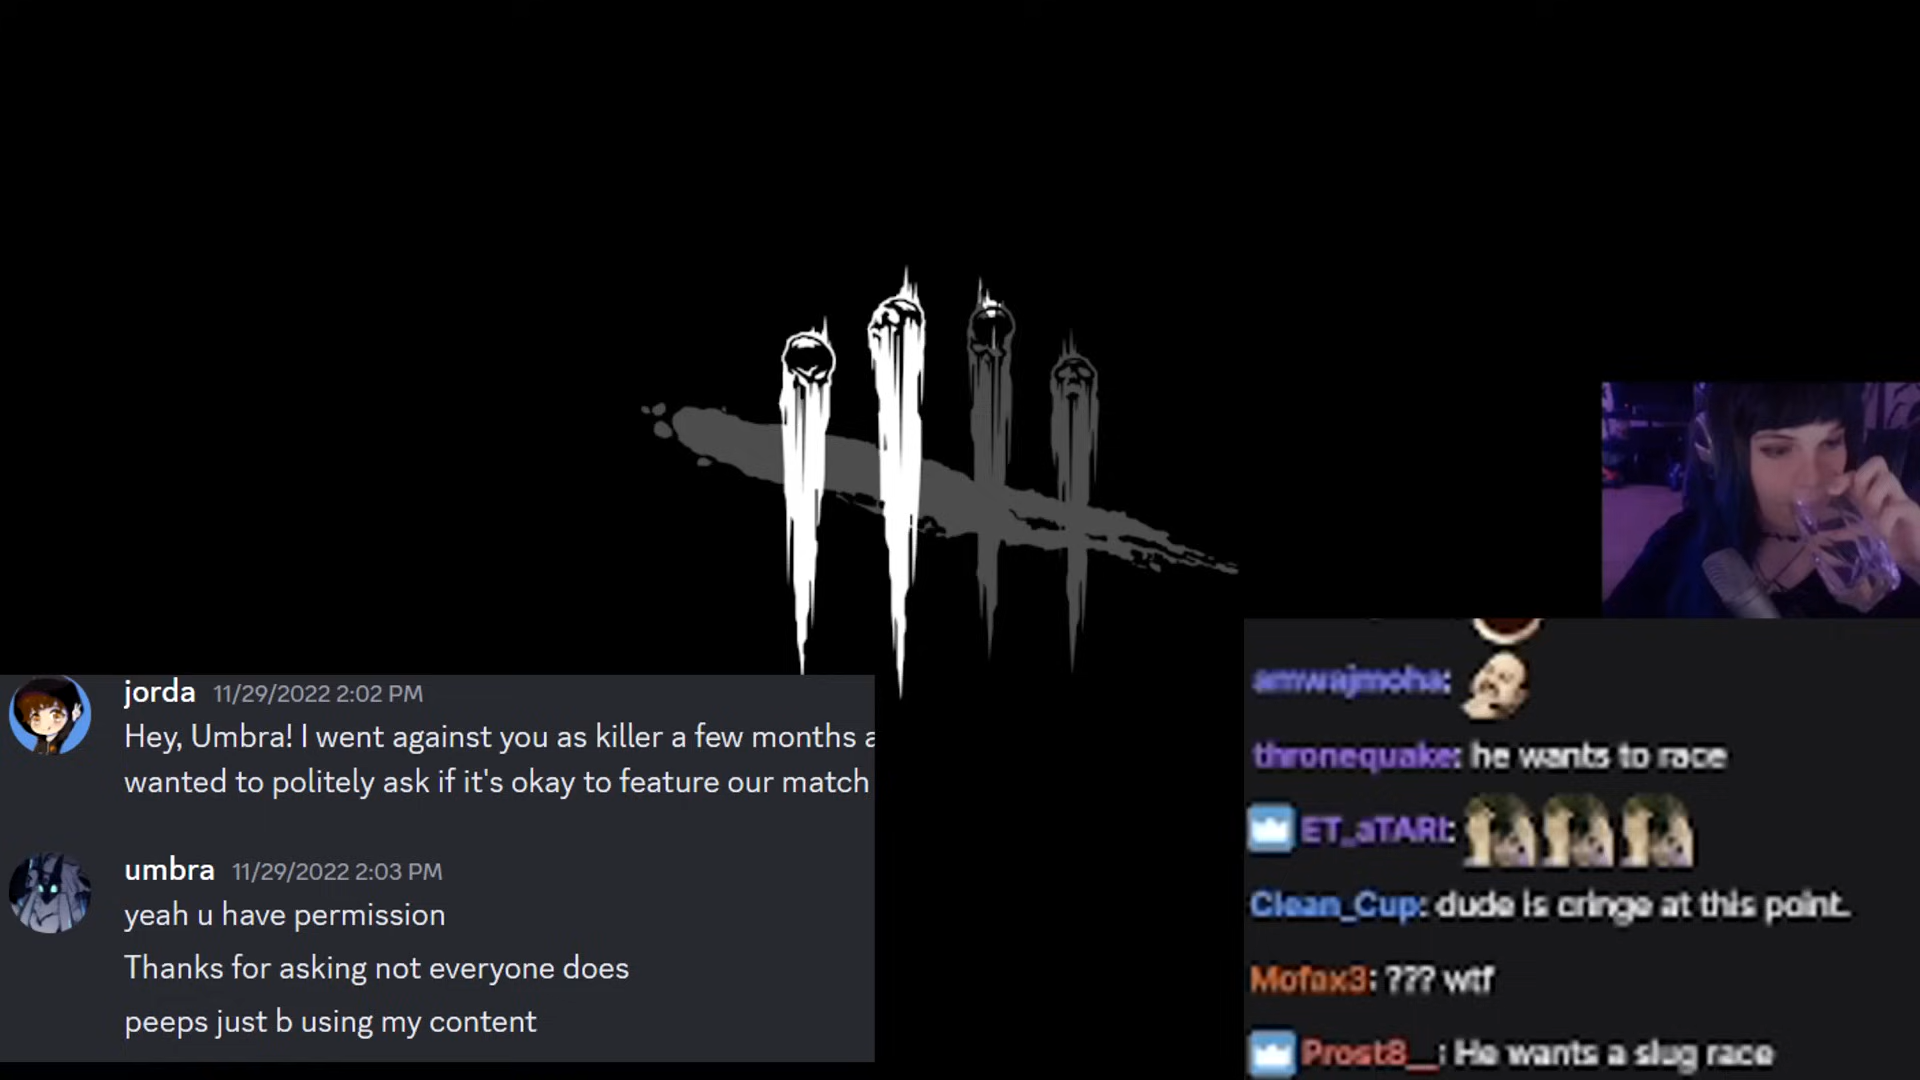 jorda 11/29/2022 2:02 PM
Hey, Umbra! I went against you as killer a few months a
wanted to politely ask if it's okay to feature our match
umbra 11/29/2022 2:03 PM
yeah u have permission
Thanks for asking not everyone does
peeps just b using my content
amwajmoha:
thronequake: he wants to race
ET_aTARI:
Clean_Cup: dude is cringe at this point.
Mofax3: ??? wtf
Prost8__: He wants a slug race